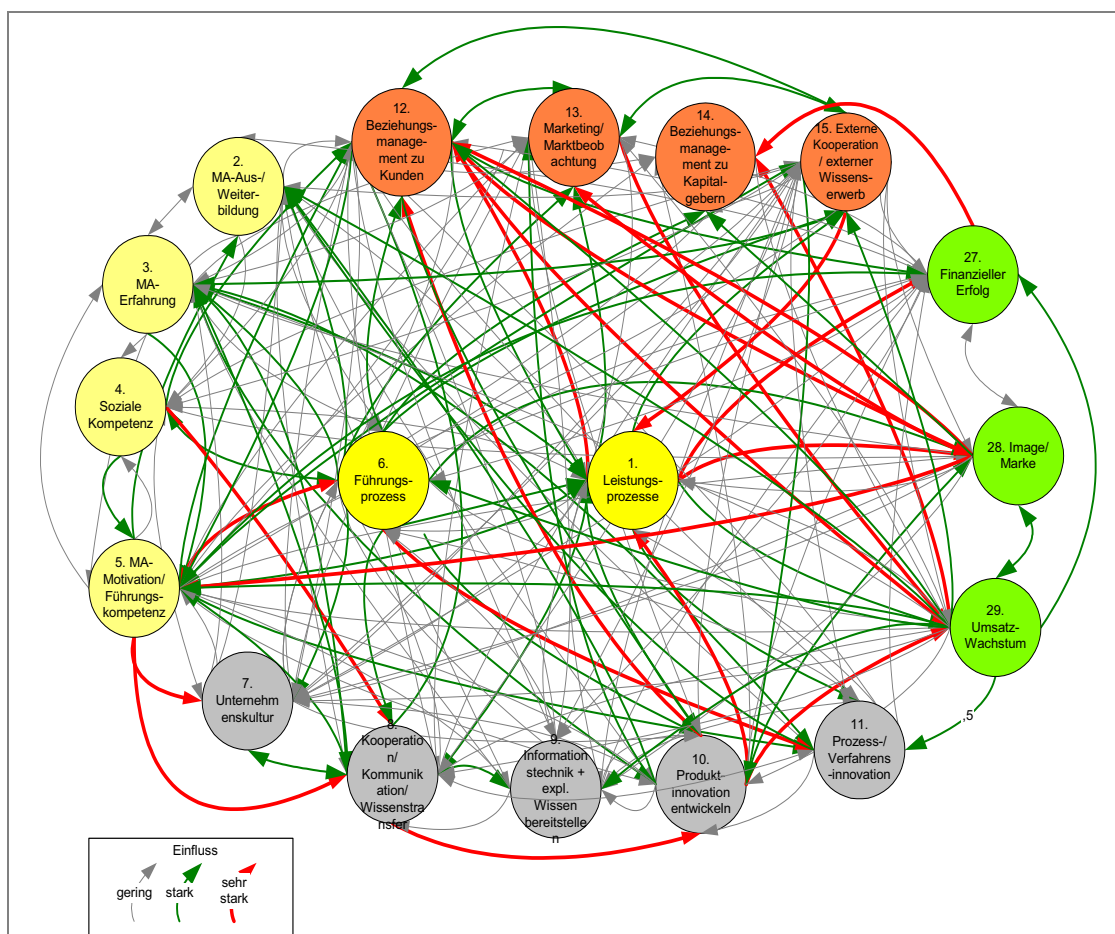 12.
Beziehungs-
manage-
ment zu
Kunden
13.
Marketing/
Marktbeob
achtung
14.
Beziehungs-
manage-
ment zu
Kapital-
gebern
15. Externe
Kooperation
/ externer
Wissens-
erwerb
2.
MA-Aus-/
Weiter-
bildung
3.
MA-
Erfahrung
27.
Finanzieller
Erfolg
4.
Soziale
Kompetenz
6.
Führungs-
prozess
1.
Leistungs-
prozesse
28. Image/
Marke
5. MA-
Motivation/
Führungs-
kompetenz
29.
Umsatz-
Wachstum
7.
Unternehm
enskultur
8.
Kooperatio
n/
Kommunik
ation/
Wissenstra
nsfer
9.
Information
stechnik +
expl.
Wissen
bereitstelle
n
10.
Produkt-
innovation
entwickeln
11.
Prozess-/
Verfahrens
-innovation
,5
Einfluss
gering
stark
sehr
stark